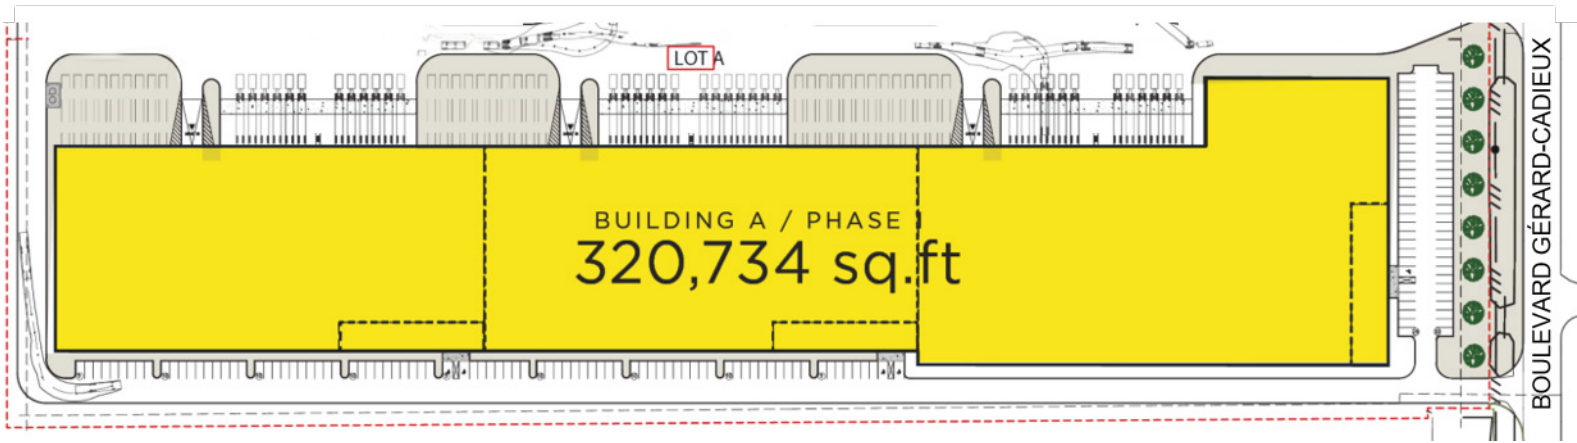 LOT A
BUILDING A / PHASE I
320,734 sq.ft
BOULEVARD GÉRARD-CADIEUX